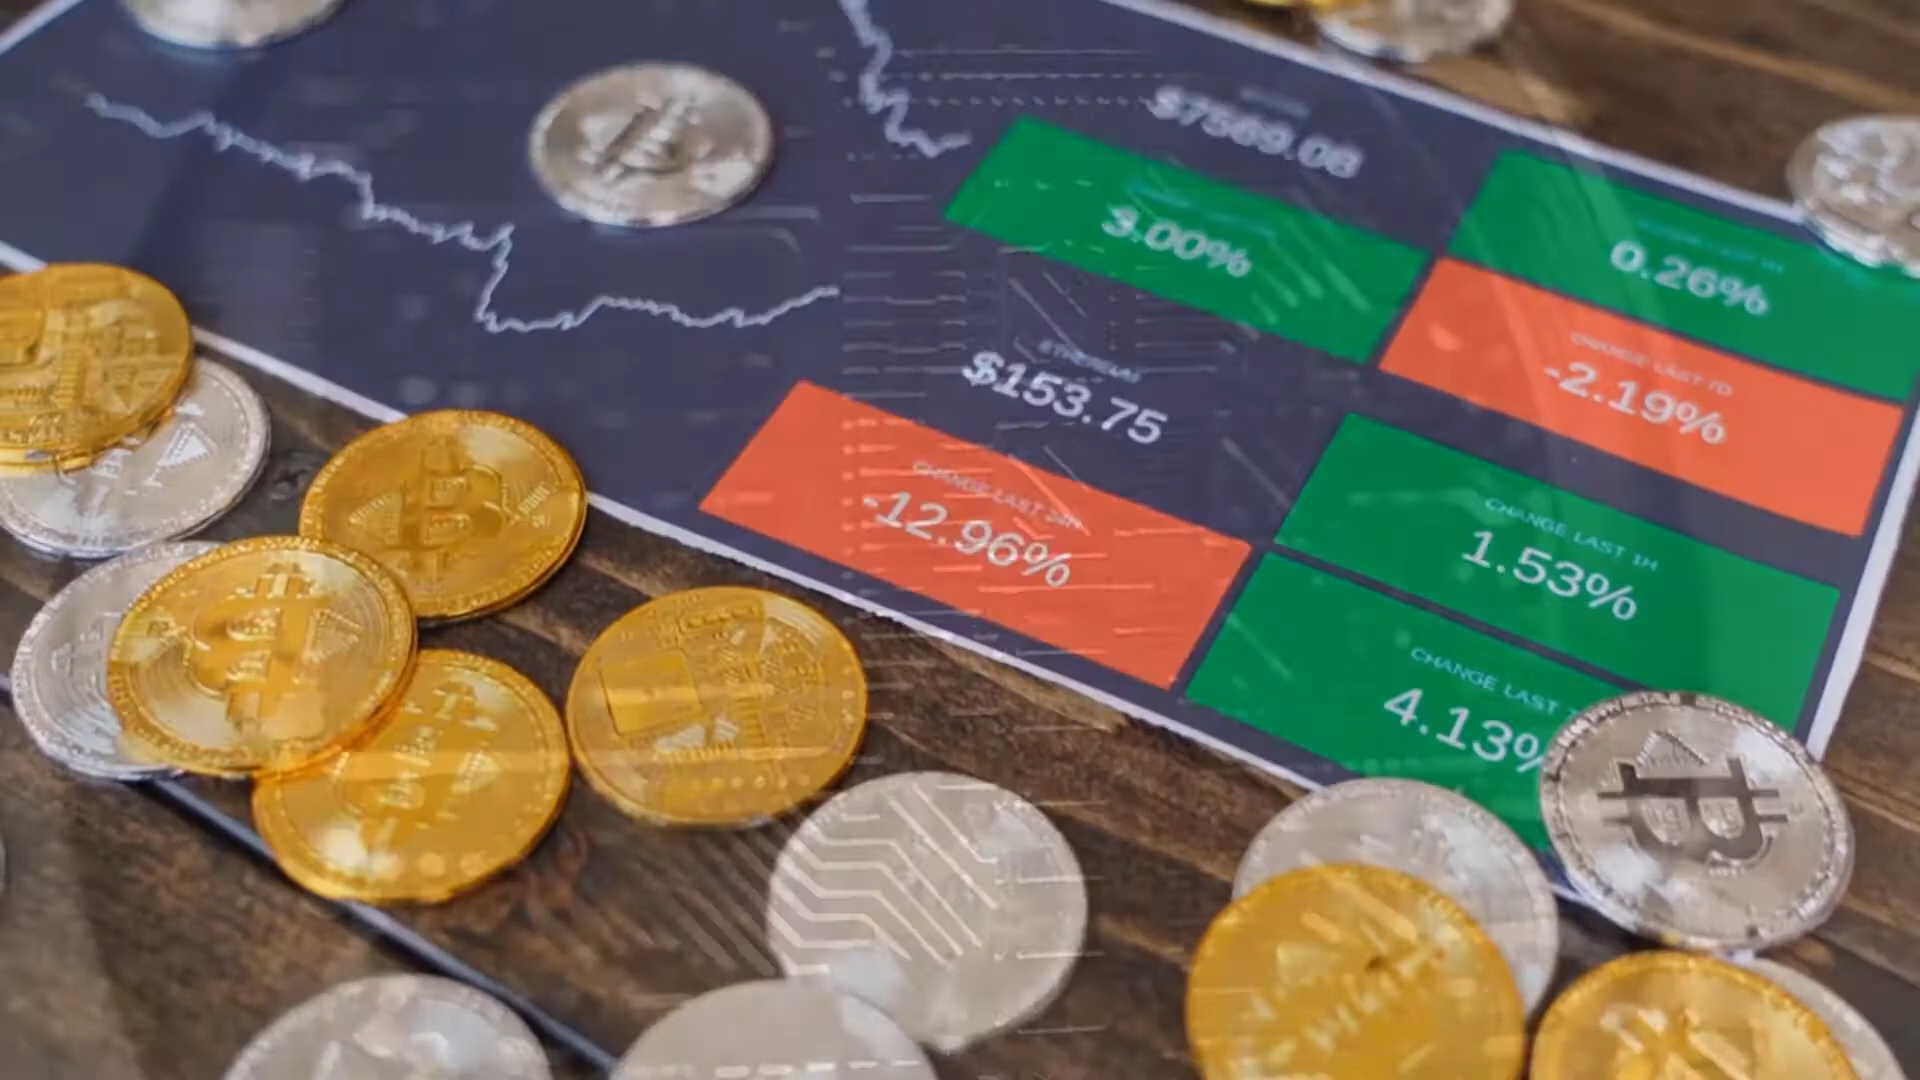 $7569.08
3.00%
0.26%
CHANGE LAST 7D
-2.19%
ETHEREUM
$153.75
CHANGE LAST 24H
-12.96%
CHANGE LAST 1H
1.53%
CHANGE LAST
4.13%